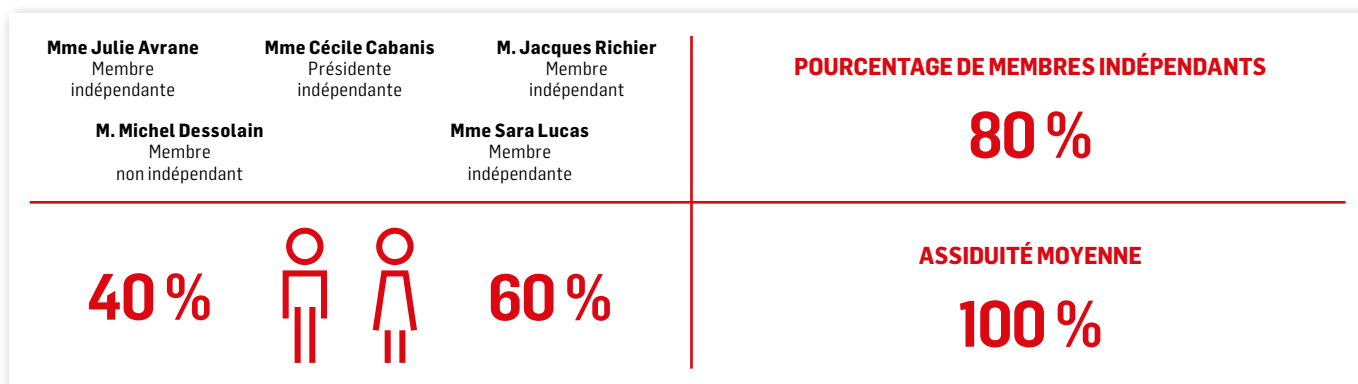 Mme Julie Avrane
Membre
indépendante
Mme Cécile Cabanis
Présidente
indépendante
M. Jacques Richier
Membre
indépendant
M. Michel Dessolain
Membre
non indépendant
Mme Sara Lucas
Membre
indépendante
POURCENTAGE DE MEMBRES INDÉPENDANTS
80 %
40 %
60 %
ASSIDUITÉ MOYENNE
100 %